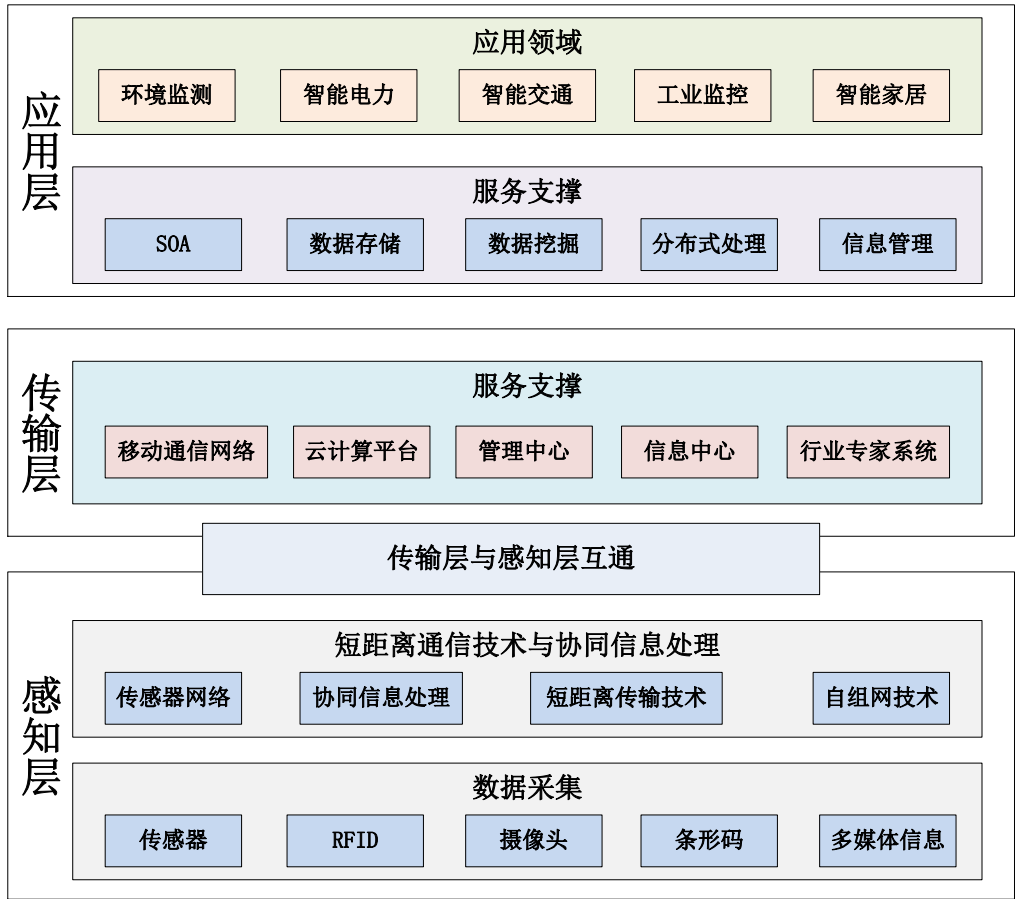 应用层
应用领域
环境监测 智能电力 智能交通 工业监控 智能家居
服务支撑
SOA 数据存储 数据挖掘 分布式处理 信息管理
传输层
服务支撑
移动通信网络 云计算平台 管理中心 信息中心 行业专家系统
传输层与感知层互通
感知层
短距离通信技术与协同信息处理
传感器网络 协同信息处理 短距离传输技术 自组网技术
数据采集
传感器 RFID 摄像头 条形码 多媒体信息